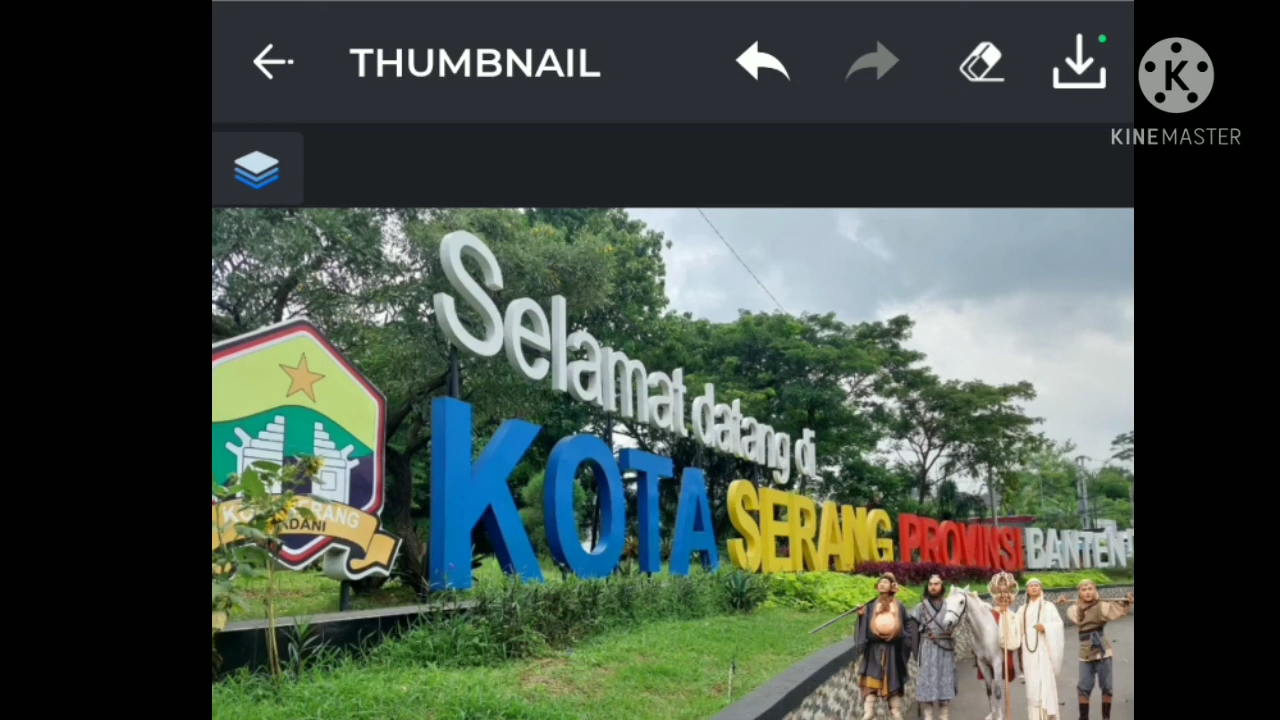 THUMBNAIL
K
KINEMASTER
Selamat datang di
KOTA SERANG PROVINSI BANTEN